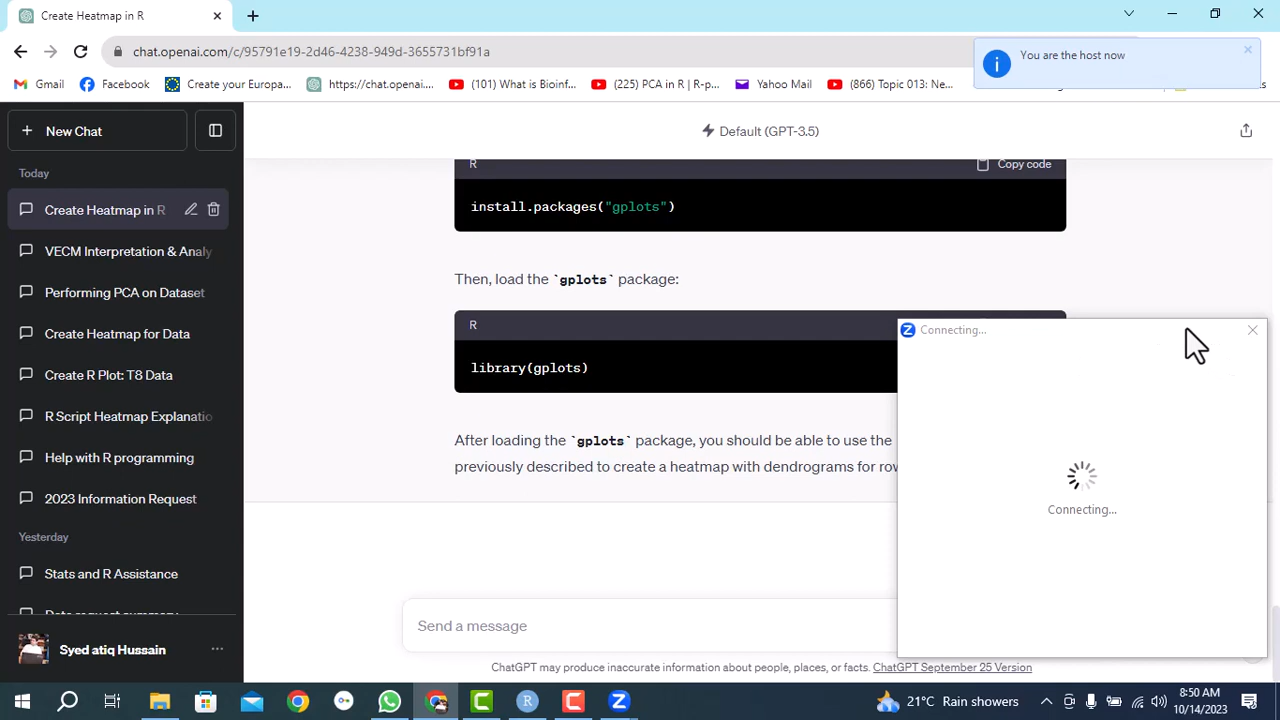 Create Heatmap in R
chat.openai.com/c/95791e19-2d46-4238-949d-3655731bf91a
You are the host now
Gmail
Facebook
Create your Europa...
https://chat.openai...
(101) What is Bioinf...
(225) PCA in R | R-p...
Yahoo Mail
(866) Topic 013: Ne...
New Chat
Today
Create Heatmap in R
VECM Interpretation & Analy
Performing PCA on Dataset
Create Heatmap for Data
Create R Plot: T8 Data
R Script Heatmap Explanatio
Help with R programming
2023 Information Request
Yesterday
Stats and R Assistance
Data request summary
Syed atiq Hussain
Default (GPT-3.5)
R
Copy code
install.packages("gplots")
Then, load the `gplots` package:
R
library(gplots)
After loading the `gplots` package, you should be able to use the
previously described to create a heatmap with dendrograms for row
Connecting...
Connecting...
Send a message
ChatGPT may produce inaccurate information about people, places, or facts. ChatGPT September 25 Version
21°C Rain showers
8:50 AM
10/14/2023